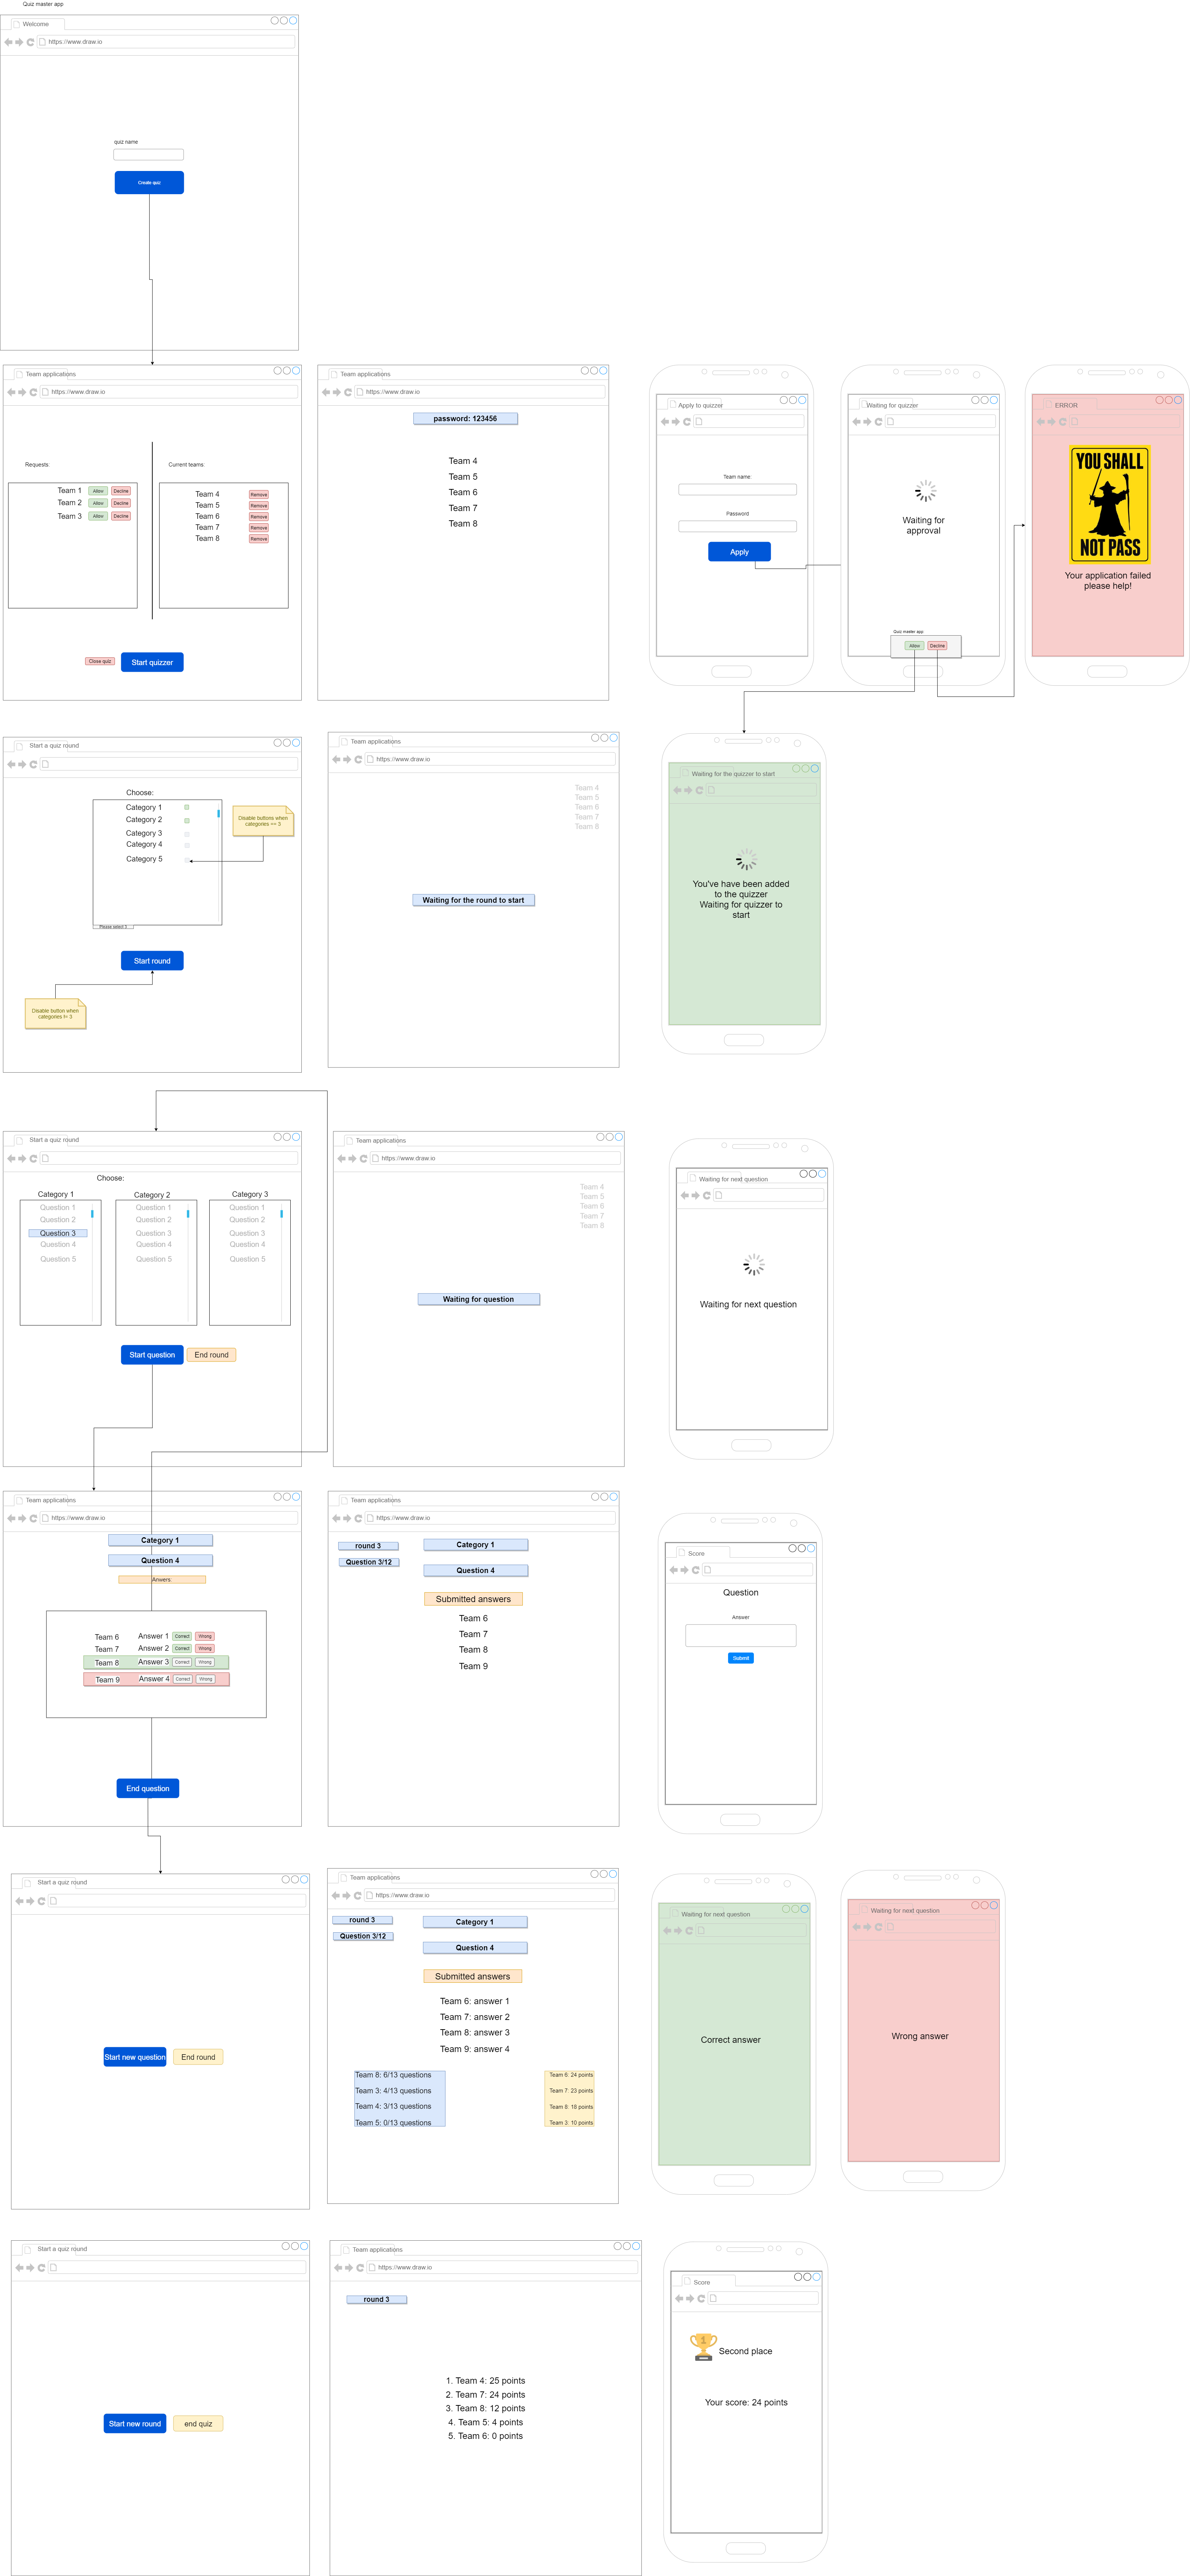 Quiz master app
Welcome
https://www.draw.io
quiz name
Create quiz
Team applications
https://www.draw.io
Requests:
Current teams:
Team 1 Allow Decline
Team 2 Allow Decline
Team 3 Allow Decline
Team 4 Remove
Team 5 Remove
Team 6 Remove
Team 7 Remove
Team 8 Remove
Close quiz
Start quizzer
Team applications
https://www.draw.io
password: 123456
Team 4
Team 5
Team 6
Team 7
Team 8
Apply to quizzer
Team name:
Password
Apply
Waiting for quizzer
Waiting for
approval
Quiz master app
Allow Decline
ERROR
YOU SHALL
NOT PASS
Your application failed
please help!
Start a quiz round
Choose:
Category 1
Category 2
Category 3
Category 4
Category 5
Please select 3
Disable buttons when
categories == 3
Start round
Disable button when
categories != 3
Team applications
https://www.draw.io
Team 4
Team 5
Team 6
Team 7
Team 8
Waiting for the round to start
Waiting for the quizzer to start
You've have been added
to the quizzer
Waiting for quizzer to
start
Start a quiz round
Choose:
Category 1
Question 1
Question 2
Question 3
Question 4
Question 5
Category 2
Question 1
Question 2
Question 3
Question 4
Question 5
Category 3
Question 1
Question 2
Question 3
Question 4
Question 5
Start question
End round
Team applications
https://www.draw.io
Team 4
Team 5
Team 6
Team 7
Team 8
Waiting for question
Waiting for next question
Waiting for next question
Team applications
https://www.draw.io
Category 1
Question 4
Anwers:
Team 6 Answer 1 Correct Wrong
Team 7 Answer 2 Correct Wrong
Team 8 Answer 3 Correct Wrong
Team 9 Answer 4 Correct Wrong
End question
Team applications
https://www.draw.io
round 3
Question 3/12
Category 1
Question 4
Submitted answers
Team 6
Team 7
Team 8
Team 9
Score
Question
Answer
Submit
Start a quiz round
Start new question
End round
Team applications
https://www.draw.io
round 3
Question 3/12
Category 1
Question 4
Submitted answers
Team 6: answer 1
Team 7: answer 2
Team 8: answer 3
Team 9: answer 4
Team 8: 6/13 questions
Team 3: 4/13 questions
Team 4: 3/13 questions
Team 5: 0/13 questions
Team 6: 24 points
Team 7: 23 points
Team 8: 18 points
Team 3: 10 points
Waiting for next question
Correct answer
Waiting for next question
Wrong answer
Start a quiz round
Start new round
end quiz
Team applications
https://www.draw.io
round 3
1. Team 4: 25 points
2. Team 7: 24 points
3. Team 8: 12 points
4. Team 5: 4 points
5. Team 6: 0 points
Score
1
Second place
Your score: 24 points